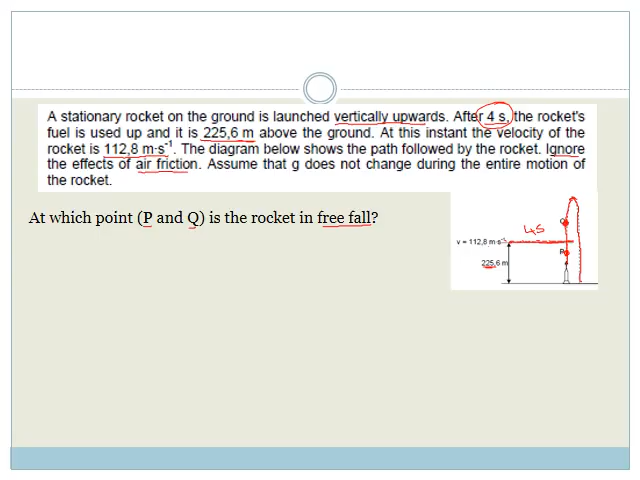 A stationary rocket on the ground is launched vertically upwards. After 4 s, the rocket's
fuel is used up and it is 225,6 m above the ground. At this instant the velocity of the
rocket is 112,8 m·s⁻¹. The diagram below shows the path followed by the rocket. Ignore
the effects of air friction. Assume that g does not change during the entire motion of
the rocket.
At which point (P and Q) is the rocket in free fall?
Q
4s
v = 112,8 m·s⁻¹
P
225,6 m